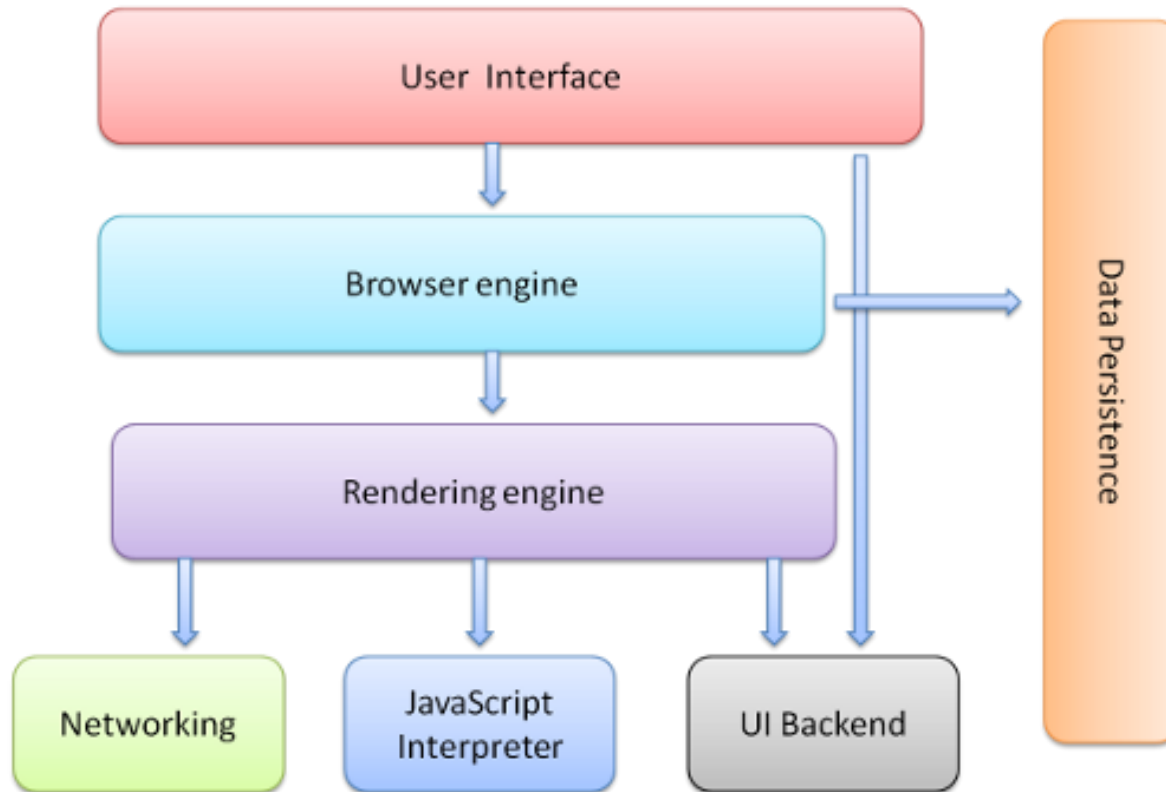 User Interface
Browser engine
Data Persistence
Rendering engine
Networking
JavaScript
Interpreter
UI Backend